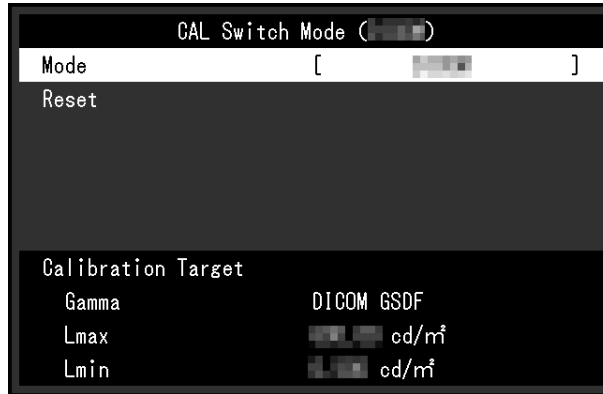 CAL Switch Mode ( )
Mode [ ]
Reset
Calibration Target
Gamma DICOM GSDF
Lmax cd/㎡
Lmin cd/㎡